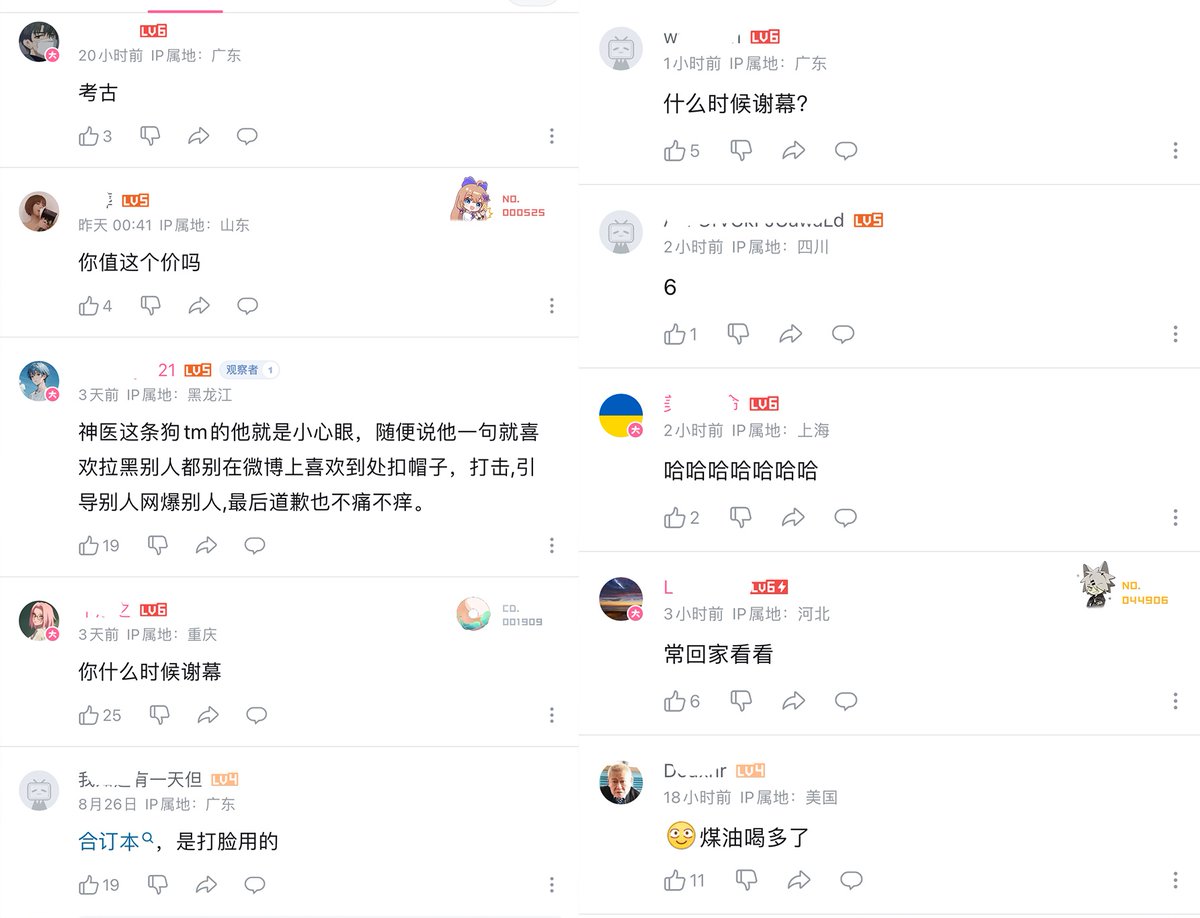 LV6
20小时前 IP属地：广东
考古
3
LV5
昨天 00:41 IP属地：山东
NO.
000525
你值这个价吗
4
21 LV5 观察者 1
3天前 IP属地：黑龙江
神医这条狗tm的他就是小心眼，随便说他一句就喜
欢拉黑别人都别在微博上喜欢到处扣帽子，打击,引
导别人网爆别人,最后道歉也不痛不痒。
19
LV6
3天前 IP属地：重庆
CO.
001909
你什么时候谢幕
25
我 有一天但 LV4
8月26日 IP属地：广东
合订本，是打脸用的
19
w LV6
1小时前 IP属地：广东
什么时候谢幕?
5
LV5
2小时前 IP属地：四川
6
1
LV6
2小时前 IP属地：上海
哈哈哈哈哈哈哈
2
L LV6
3小时前 IP属地：河北
NO.
044906
常回家看看
6
LV4
18小时前 IP属地：美国
煤油喝多了
11